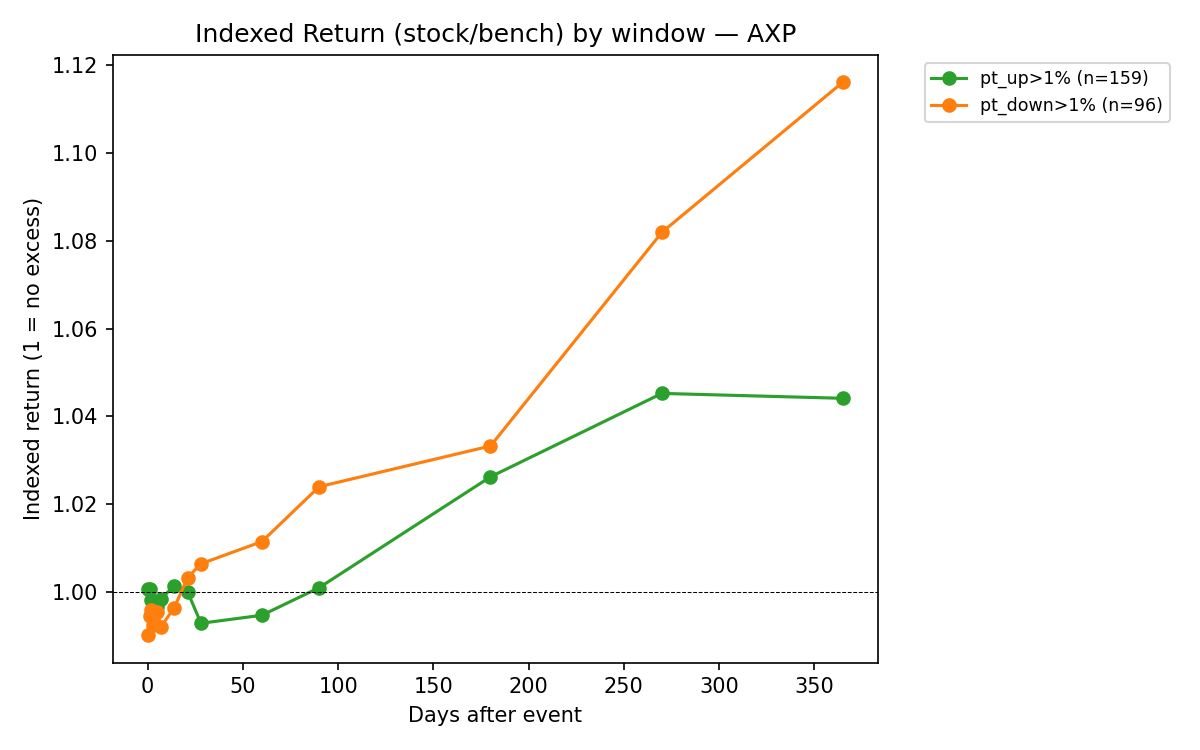 Indexed Return (stock/bench) by window — AXP
pt_up>1% (n=159)
pt_down>1% (n=96)
Indexed return (1 = no excess)
1.12
1.10
1.08
1.06
1.04
1.02
1.00
0 50 100 150 200 250 300 350
Days after event